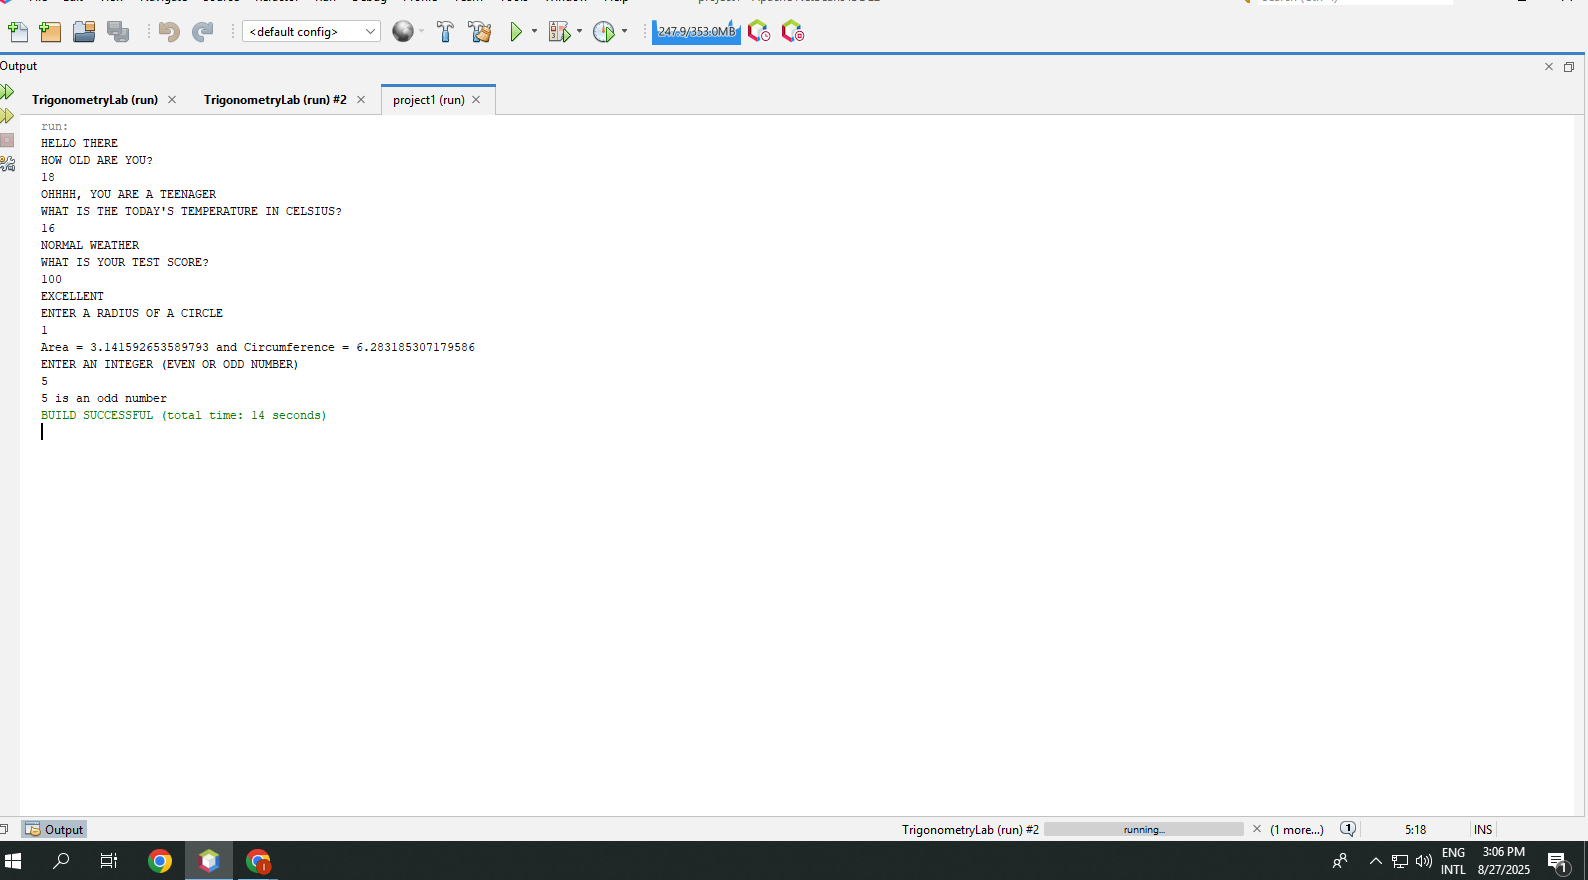 <default config>
247.9/353.0MB
Output
TrigonometryLab (run)
TrigonometryLab (run) #2
project1 (run)
run:
HELLO THERE
HOW OLD ARE YOU?
18
OHHHH, YOU ARE A TEENAGER
WHAT IS THE TODAY'S TEMPERATURE IN CELSIUS?
16
NORMAL WEATHER
WHAT IS YOUR TEST SCORE?
100
EXCELLENT
ENTER A RADIUS OF A CIRCLE
1
Area = 3.141592653589793 and Circumference = 6.283185307179586
ENTER AN INTEGER (EVEN OR ODD NUMBER)
5
5 is an odd number
BUILD SUCCESSFUL (total time: 14 seconds)
Output
TrigonometryLab (run) #2
running...
(1 more...)
1
5:18
INS
ENG
INTL
3:06 PM
8/27/2025
1